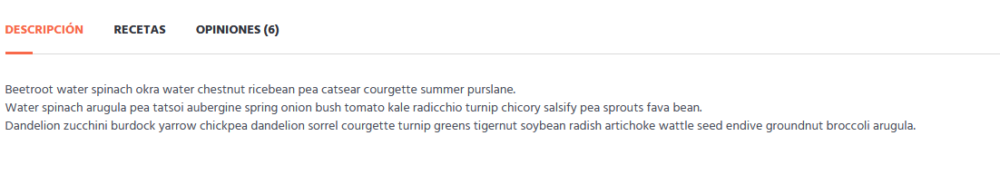 DESCRIPCIÓN RECETAS OPINIONES (6)
Beetroot water spinach okra water chestnut ricebean pea catsear courgette summer purslane.
Water spinach arugula pea tatsoi aubergine spring onion bush tomato kale radicchio turnip chicory salsify pea sprouts fava bean.
Dandelion zucchini burdock yarrow chickpea dandelion sorrel courgette turnip greens tigernut soybean radish artichoke wattle seed endive groundnut broccoli arugula.